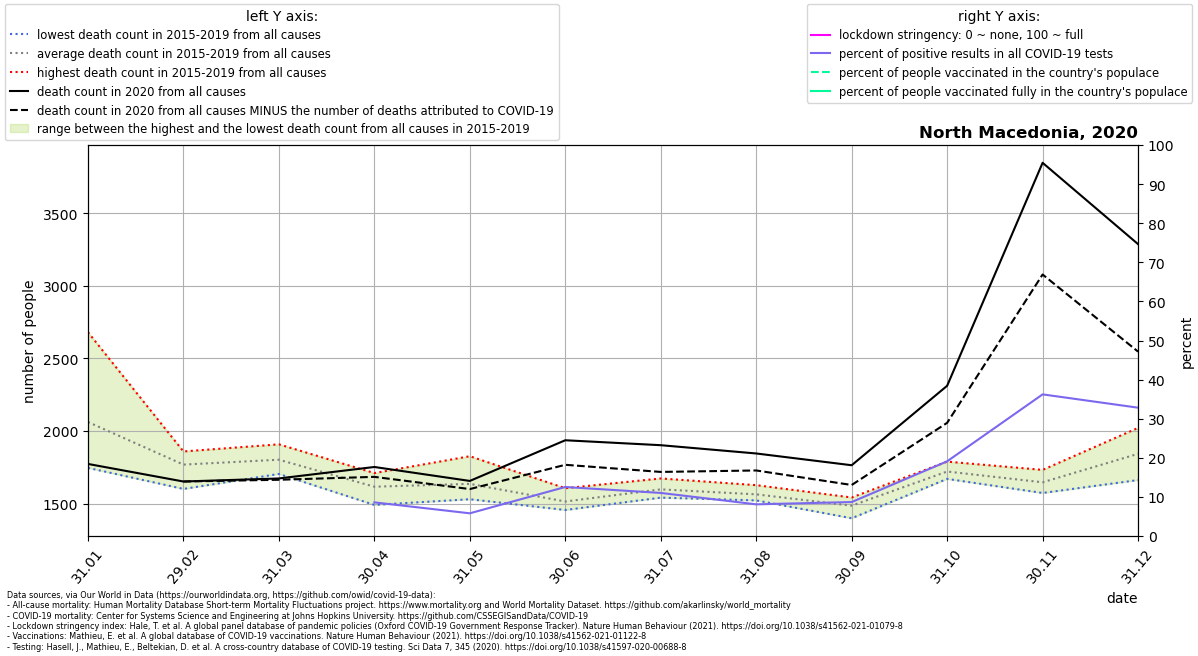 left Y axis:
lowest death count in 2015-2019 from all causes
average death count in 2015-2019 from all causes
highest death count in 2015-2019 from all causes
death count in 2020 from all causes
death count in 2020 from all causes MINUS the number of deaths attributed to COVID-19
range between the highest and the lowest death count from all causes in 2015-2019
right Y axis:
lockdown stringency: 0 ~ none, 100 ~ full
percent of positive results in all COVID-19 tests
percent of people vaccinated in the country's populace
percent of people vaccinated fully in the country's populace
North Macedonia, 2020
number of people
3500
3000
2500
2000
1500
100
90
80
70
60
50
40
30
20
10
0
percent
31.01
29.02
31.03
30.04
31.05
30.06
31.07
31.08
30.09
31.10
30.11
31.12
date
Data sources, via Our World in Data (https://ourworldindata.org, https://github.com/owid/covid-19-data):
- All-cause mortality: Human Mortality Database Short-term Mortality Fluctuations project. https://www.mortality.org and World Mortality Dataset. https://github.com/akarlinsky/world_mortality
- COVID-19 mortality: Center for Systems Science and Engineering at Johns Hopkins University. https://github.com/CSSEGISandData/COVID-19
- Lockdown stringency index: Hale, T. et al. A global panel database of pandemic policies (Oxford COVID-19 Government Response Tracker). Nature Human Behaviour (2021). https://doi.org/10.1038/s41562-021-01079-8
- Vaccinations: Mathieu, E. et al. A global database of COVID-19 vaccinations. Nature Human Behaviour (2021). https://doi.org/10.1038/s41562-021-01122-8
- Testing: Hasell, J., Mathieu, E., Beltekian, D. et al. A cross-country database of COVID-19 testing. Sci Data 7, 345 (2020). https://doi.org/10.1038/s41597-020-00688-8